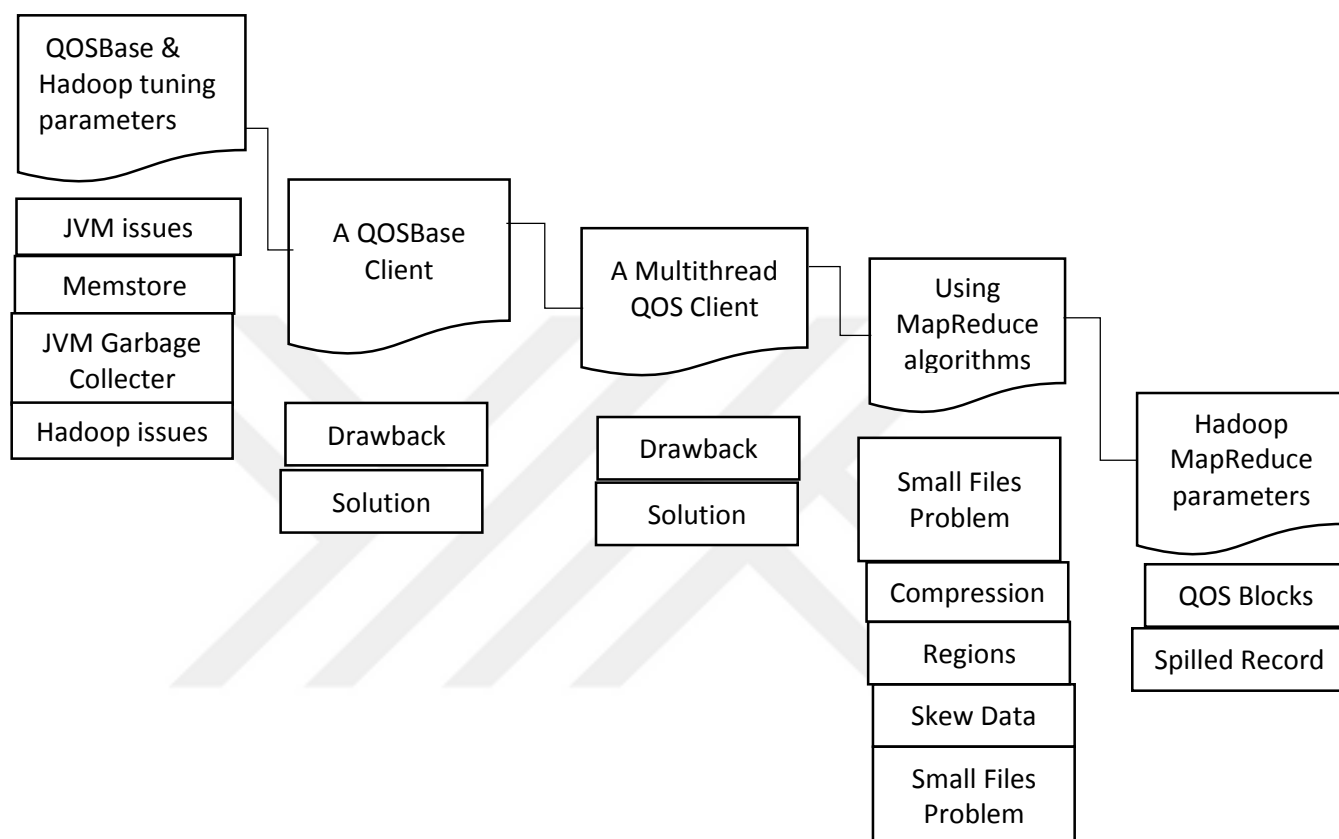 QOSBase &
Hadoop tuning
parameters
JVM issues
Memstore
JVM Garbage
Collecter
Hadoop issues
A QOSBase
Client
Drawback
Solution
A Multithread
QOS Client
Drawback
Solution
Using
MapReduce
algorithms
Small Files
Problem
Compression
Regions
Skew Data
Small Files
Problem
Hadoop
MapReduce
parameters
QOS Blocks
Spilled Record